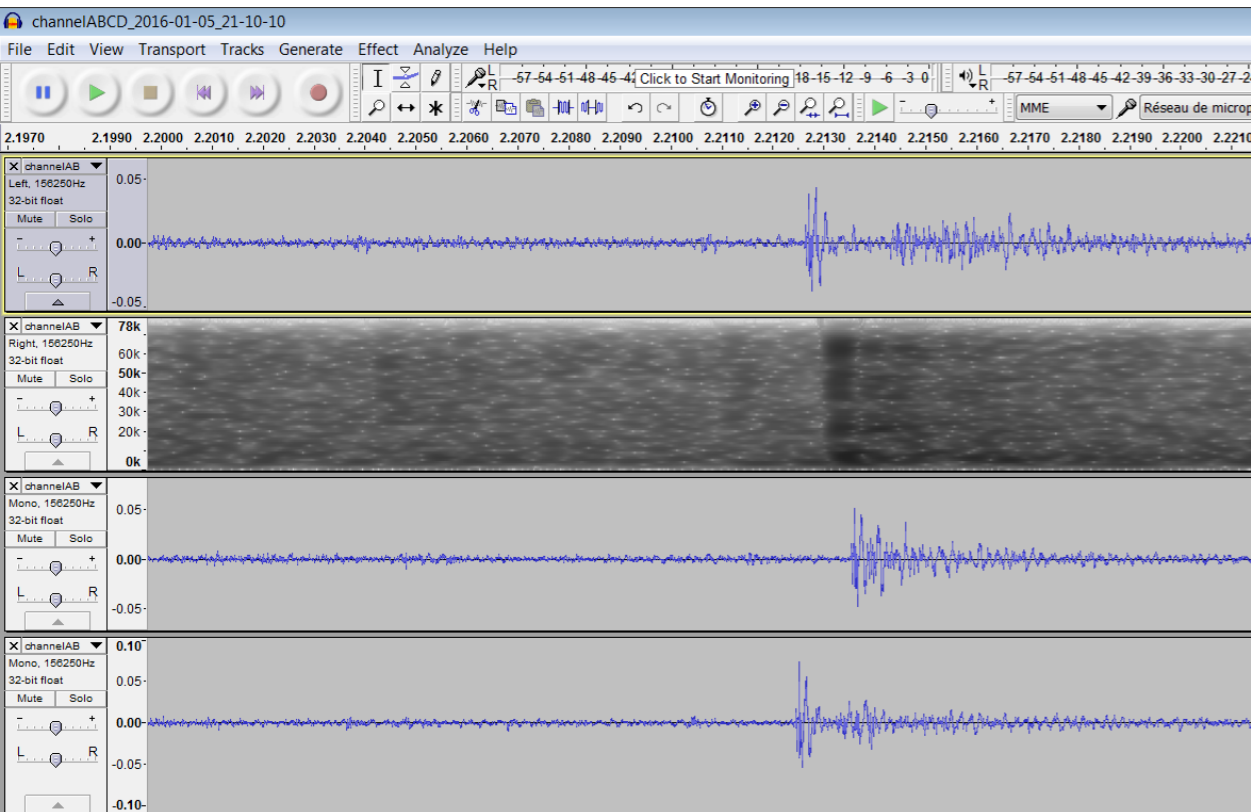 channelABCD_2016-01-05_21-10-10
File Edit View Transport Tracks Generate Effect Analyze Help
L R -57 -54 -51 -48 -45 -42 Click to Start Monitoring 18 -15 -12 -9 -6 -3 0 L R -57 -54 -51 -48 -45 -42 -39 -36 -33 -30 -27
MME Réseau de microp
2.1970 2.1990 2.2000 2.2010 2.2020 2.2030 2.2040 2.2050 2.2060 2.2070 2.2080 2.2090 2.2100 2.2110 2.2120 2.2130 2.2140 2.2150 2.2160 2.2170 2.2180 2.2190 2.2200 2.2210
X channelAB
Left, 156250Hz
32-bit float
Mute Solo
- +
L R
0.05
0.00
-0.05
X channelAB
Right, 156250Hz
32-bit float
Mute Solo
- +
L R
78k
60k
50k
40k
30k
20k
0k
X channelAB
Mono, 156250Hz
32-bit float
Mute Solo
- +
L R
0.05
0.00
-0.05
X channelAB
Mono, 156250Hz
32-bit float
Mute Solo
- +
L R
0.10
0.05
0.00
-0.05
-0.10